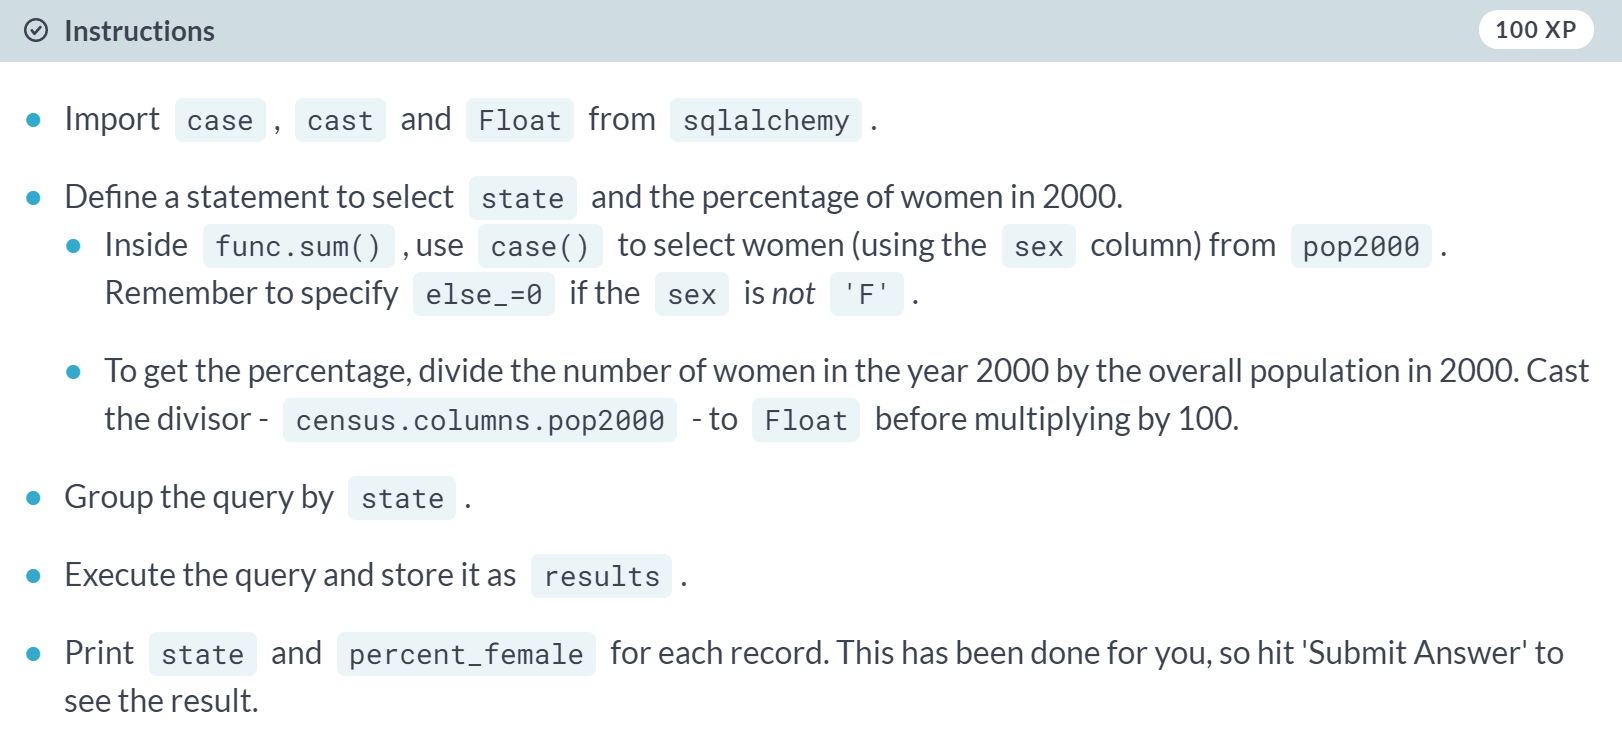 Instructions
100 XP
Import case , cast and Float from sqlalchemy .
Define a statement to select state and the percentage of women in 2000.
Inside func.sum() , use case() to select women (using the sex column) from pop2000 .
Remember to specify else_=0 if the sex is not 'F' .
To get the percentage, divide the number of women in the year 2000 by the overall population in 2000. Cast
the divisor - census.columns.pop2000 - to Float before multiplying by 100.
Group the query by state .
Execute the query and store it as results .
Print state and percent_female for each record. This has been done for you, so hit 'Submit Answer' to
see the result.